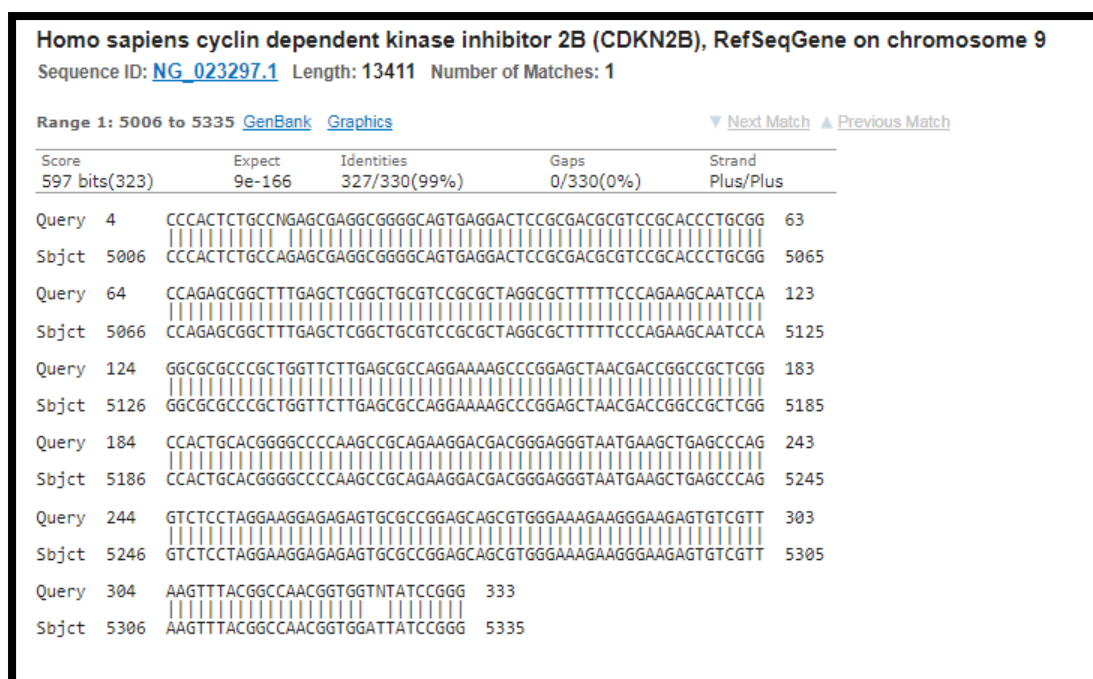 Homo sapiens cyclin dependent kinase inhibitor 2B (CDKN2B), RefSeqGene on chromosome 9
Sequence ID: NG_023297.1 Length: 13411 Number of Matches: 1
Range 1: 5006 to 5335 GenBank Graphics ▼ Next Match ▲ Previous Match
Score Expect Identities Gaps Strand
597 bits(323) 9e-166 327/330(99%) 0/330(0%) Plus/Plus
Query 4 CCCACTCTGCCNGAGCGAGGCGGGGCAGTGAGGACTCCGCGACGCGTCCGCACCCTGCGG 63
Sbjct 5006 CCCACTCTGCCAGAGCGAGGCGGGGCAGTGAGGACTCCGCGACGCGTCCGCACCCTGCGG 5065
Query 64 CCAGAGCGGCTTTGAGCTCGGCTGCGTCCGCGCTAGGCGCTTTTTCCCAGAAGCAATCCA 123
Sbjct 5066 CCAGAGCGGCTTTGAGCTCGGCTGCGTCCGCGCTAGGCGCTTTTTCCCAGAAGCAATCCA 5125
Query 124 GGCGCGCCCGCTGGTTCTTGAGCGCCAGGAAAAGCCCGGAGCTAACGACCGGCCGCTCGG 183
Sbjct 5126 GGCGCGCCCGCTGGTTCTTGAGCGCCAGGAAAAGCCCGGAGCTAACGACCGGCCGCTCGG 5185
Query 184 CCACTGCACGGGGCCCCAAGCCGCAGAAGGACGACGGGAGGGTAATGAAGCTGAGCCCAG 243
Sbjct 5186 CCACTGCACGGGGCCCCAAGCCGCAGAAGGACGACGGGAGGGTAATGAAGCTGAGCCCAG 5245
Query 244 GTCTCCTAGGAAGGAGAGAGTGCGCCGGAGCAGCGTGGGAAAGAAGGGAAGAGTGTCGTT 303
Sbjct 5246 GTCTCCTAGGAAGGAGAGAGTGCGCCGGAGCAGCGTGGGAAAGAAGGGAAGAGTGTCGTT 5305
Query 304 AAGTTTACGGCCAACGGTGGTNTATCCGGG 333
Sbjct 5306 AAGTTTACGGCCAACGGTGGATTATCCGGG 5335